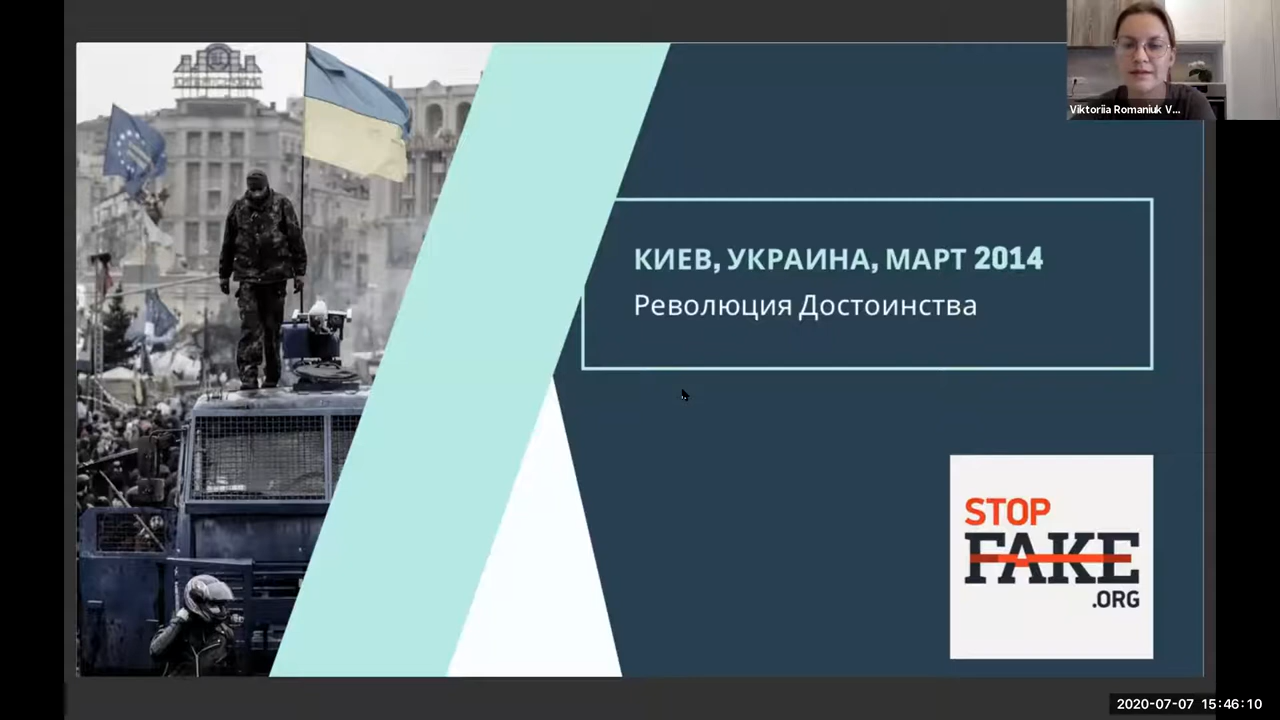 Viktoriia Romaniuk V...
КИЕВ, УКРАИНА, МАРТ 2014
Революция Достоинства
STOP
FAKE
.ORG
2020-07-07 15:46:10